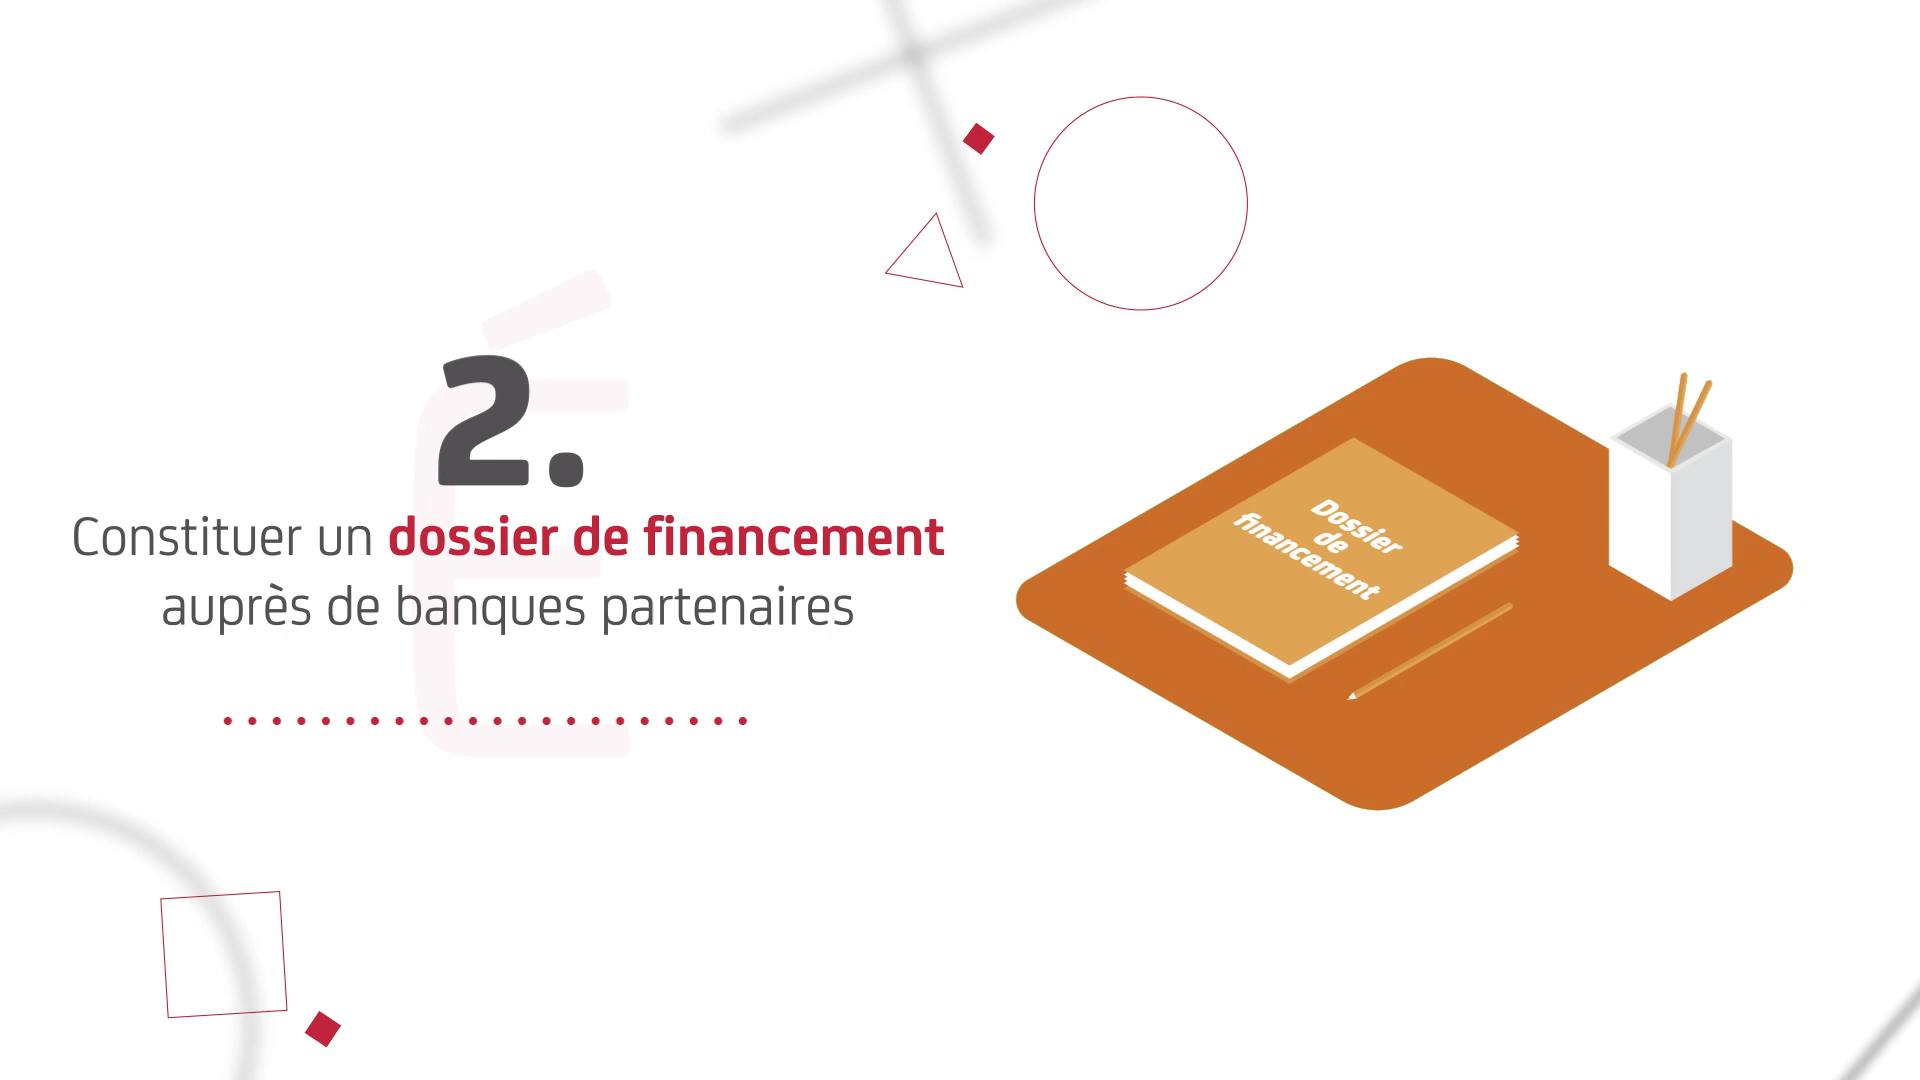 É
2.
Constituer un dossier de financement
auprès de banques partenaires
Dossier
de
financement